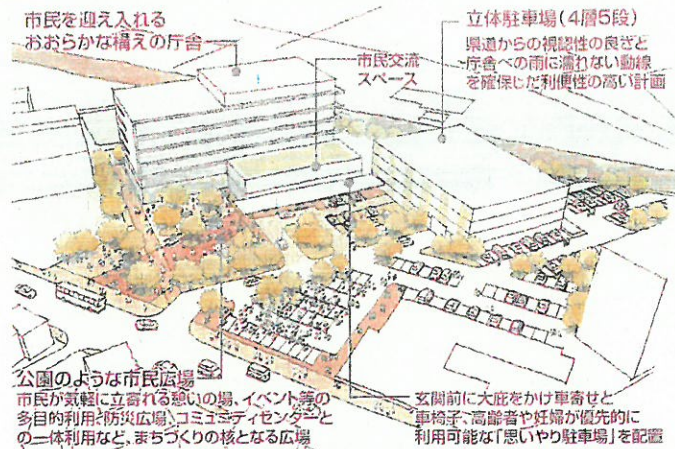 市民を迎え入れる
おおらかな構えの庁舎
市民交流
スペース
立体駐車場(4層5段)
県道からの視認性の良さと
庁舎への雨に濡れない動線
を確保した利便性の高い計画
公園のような市民広場
市民が気軽に立寄れる憩いの場、イベント等の
多目的利用や防災広場、コミュニティセンターと
の一体利用など、まちづくりの核となる広場
玄関前に大庇をかけ車寄せと
車椅子、高齢者や妊婦が優先的に
利用可能な「思いやり駐車場」を配置